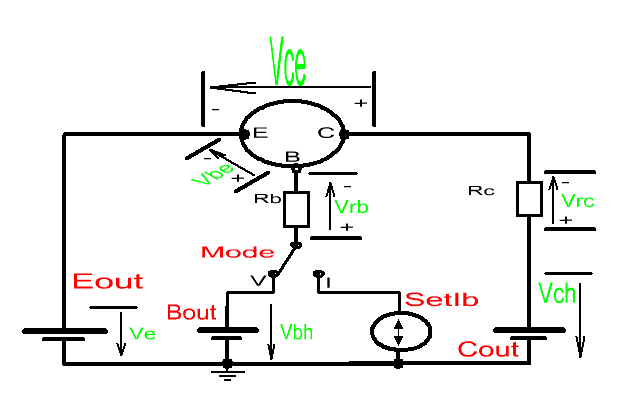 Vce
- +
E C
B
Vbe
- +
Rb
Vrb
-
+
Rc
Vrc
-
+
Mode
V I
Eout
Ve
Bout
Vbh
SetIb
Vch
Cout